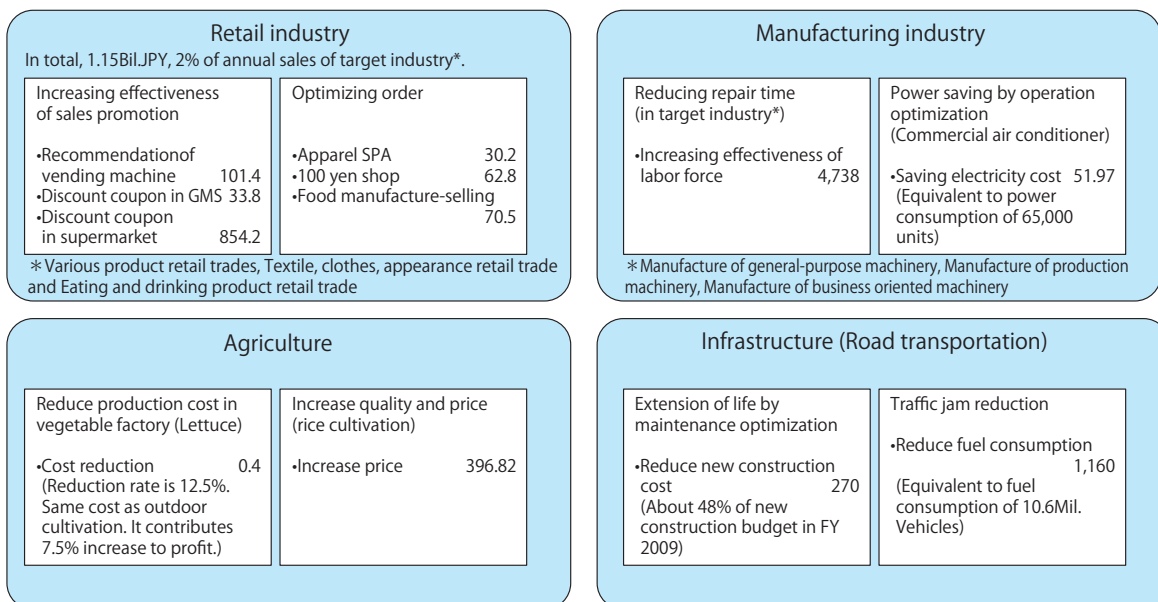 Retail industry
In total, 1.15Bil.JPY, 2% of annual sales of target industry*.
Increasing effectiveness
of sales promotion
•Recommendationof
vending machine 101.4
•Discount coupon in GMS 33.8
•Discount coupon
in supermarket 854.2
Optimizing order
•Apparel SPA 30.2
•100 yen shop 62.8
•Food manufacture-selling
70.5
＊Various product retail trades, Textile, clothes, appearance retail trade
and Eating and drinking product retail trade
Manufacturing industry
Reducing repair time
(in target industry*)
•Increasing effectiveness of
labor force 4,738
Power saving by operation
optimization
(Commercial air conditioner)
•Saving electricity cost 51.97
(Equivalent to power
consumption of 65,000
units)
＊Manufacture of general-purpose machinery, Manufacture of production
machinery, Manufacture of business oriented machinery
Agriculture
Reduce production cost in
vegetable factory (Lettuce)
•Cost reduction 0.4
(Reduction rate is 12.5%.
Same cost as outdoor
cultivation. It contributes
7.5% increase to profit.)
Increase quality and price
(rice cultivation)
•Increase price 396.82
Infrastructure (Road transportation)
Extension of life by
maintenance optimization
•Reduce new construction
cost 270
(About 48% of new
construction budget in FY
2009)
Traffic jam reduction
•Reduce fuel consumption
1,160
(Equivalent to fuel
consumption of 10.6Mil.
Vehicles)